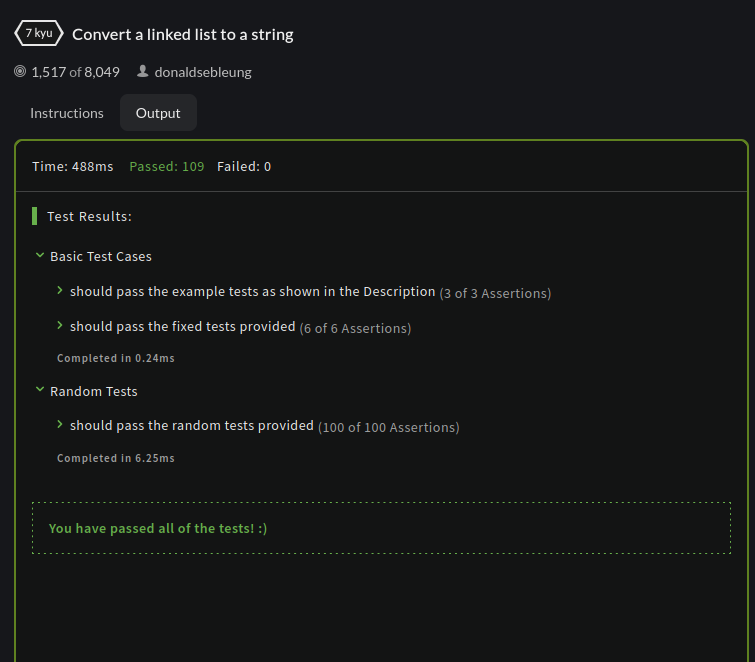 7 kyu Convert a linked list to a string
1,517 of 8,049 donaldsebleung
Instructions Output
Time: 488ms Passed: 109 Failed: 0
Test Results:
Basic Test Cases
should pass the example tests as shown in the Description (3 of 3 Assertions)
should pass the fixed tests provided (6 of 6 Assertions)
Completed in 0.24ms
Random Tests
should pass the random tests provided (100 of 100 Assertions)
Completed in 6.25ms
You have passed all of the tests! :)